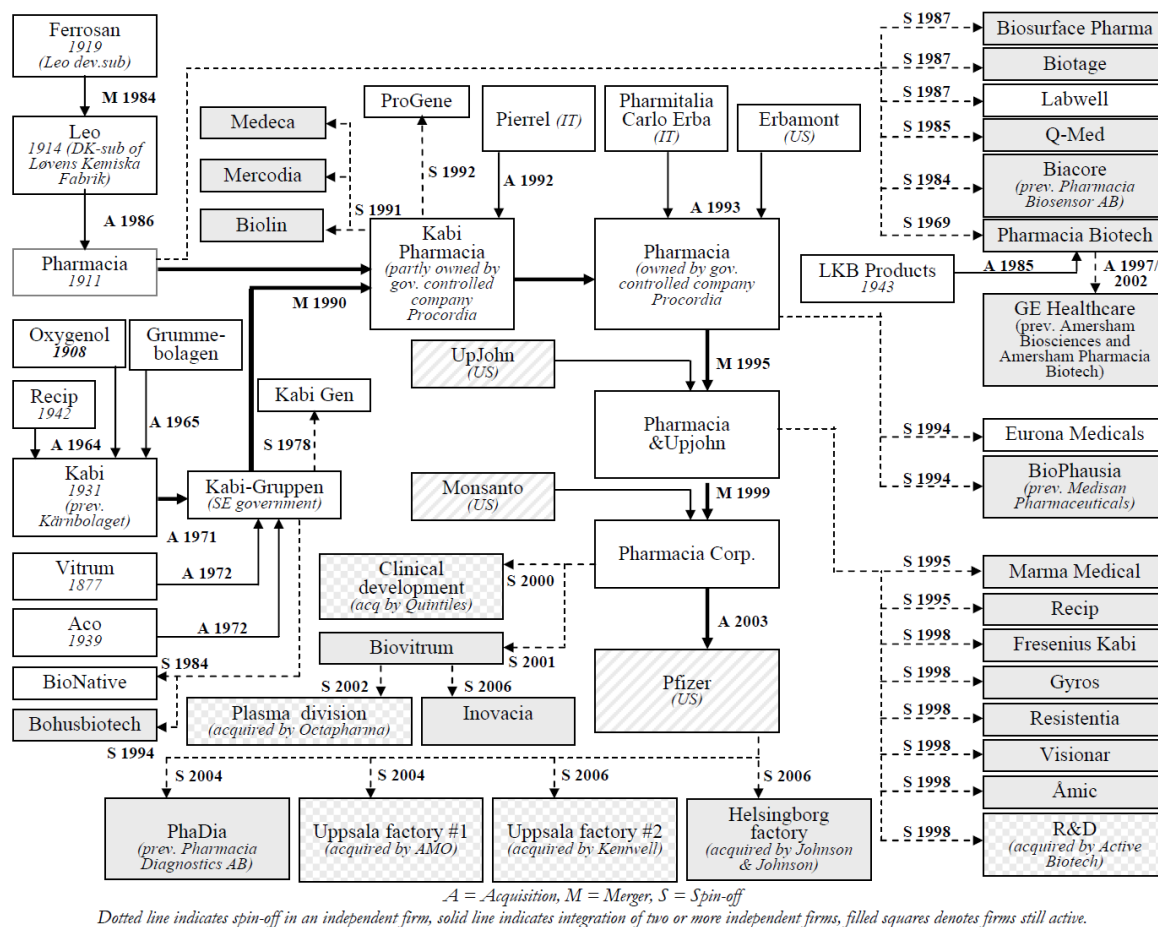 Ferrosan
1919
(Leo dev.sub)
M 1984
Leo
1914 (DK-sub of
Løvens Kemiska
Fabrik)
A 1986
Pharmacia
1911
Medeca
Mercodia
Biolin
S 1991
ProGene
S 1992
Pierrel (IT)
A 1992
Pharmitalia
Carlo Erba
(IT)
Erbamont
(US)
A 1993
Kabi
Pharmacia
(partly owned by
gov. controlled
company
Procordia
Pharmacia
(owned by gov.
controlled company
Procordia
M 1990
S 1987
Biosurface Pharma
S 1987
Biotage
S 1987
Labwell
S 1985
Q-Med
S 1984
Biacore
(prev. Pharmacia
Biosensor AB)
S 1969
Pharmacia Biotech
LKB Products
1943
A 1985
A 1997/
2002
GE Healthcare
(prev. Amersham
Biosciences and
Amersham Pharmacia
Biotech)
Oxygenol
1908
Grumme-
bolagen
Recip
1942
A 1964
A 1965
Kabi
1931
(prev.
Kärnbolaget)
A 1971
Kabi Gen
S 1978
Kabi-Gruppen
(SE government)
Vitrum
1877
A 1972
Aco
1939
A 1972
S 1984
BioNative
Bohusbiotech
S 1994
UpJohn
(US)
M 1995
Pharmacia
&Upjohn
Monsanto
(US)
M 1999
Pharmacia Corp.
S 2000
Clinical
development
(acq by Quintiles)
Biovitrum
S 2001
S 2002
S 2006
Plasma division
(acquired by Octapharma)
Inovacia
A 2003
Pfizer
(US)
S 1994
Eurona Medicals
S 1994
BioPhausia
(prev. Medisan
Pharmaceuticals)
S 1995
Marma Medical
S 1995
Recip
S 1998
Fresenius Kabi
S 1998
Gyros
S 1998
Resistentia
S 1998
Visionar
S 1998
Åmic
S 1998
R&D
(acquired by Active
Biotech)
S 2004
S 2004
S 2006
S 2006
PhaDia
(prev. Pharmacia
Diagnostics AB)
Uppsala factory #1
(acquired by AMO)
Uppsala factory #2
(acquired by Kemwell)
Helsingborg
factory
(acquired by Johnson
& Johnson)
A = Acquisition, M = Merger, S = Spin-off
Dotted line indicates spin-off in an independent firm, solid line indicates integration of two or more independent firms, filled squares denotes firms still active.